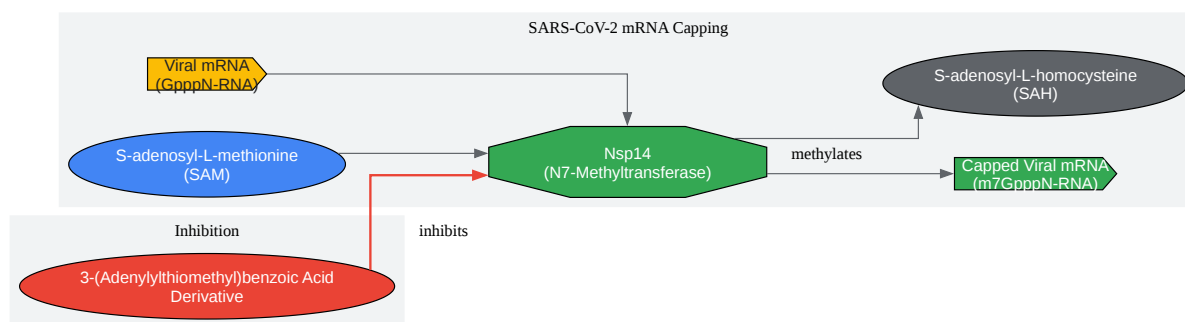 SARS-CoV-2 mRNA Capping
Viral mRNA
(GpppN-RNA)
S-adenosyl-L-homocysteine
(SAH)
S-adenosyl-L-methionine
(SAM)
Nsp14
(N7-Methyltransferase)
methylates
Capped Viral mRNA
(m7GpppN-RNA)
Inhibition
inhibits
3-(Adenylylthiomethyl)benzoic Acid
Derivative